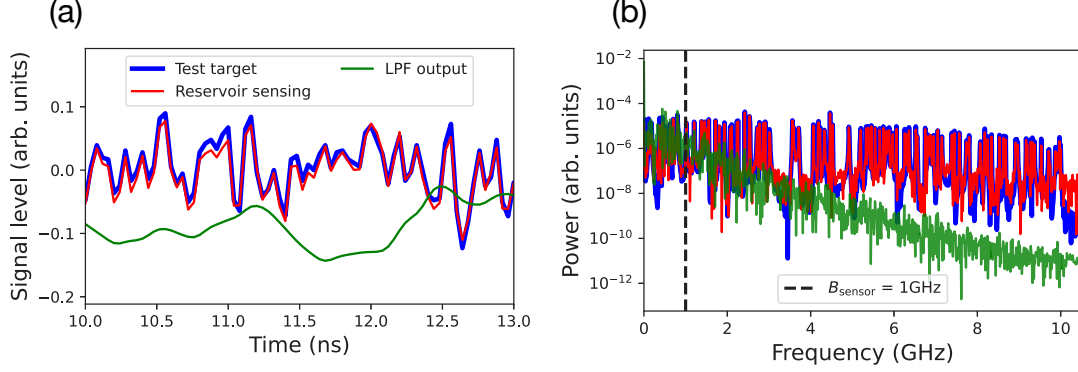 (a)
(b)
Signal level (arb. units)
0.1
0.0
−0.1
−0.2
Test target
Reservoir sensing
LPF output
10.0 10.5 11.0 11.5 12.0 12.5 13.0
Time (ns)
Power (arb. units)
10⁻²
10⁻⁴
10⁻⁶
10⁻⁸
10⁻¹⁰
10⁻¹²
B_sensor = 1GHz
0 2 4 6 8 10
Frequency (GHz)